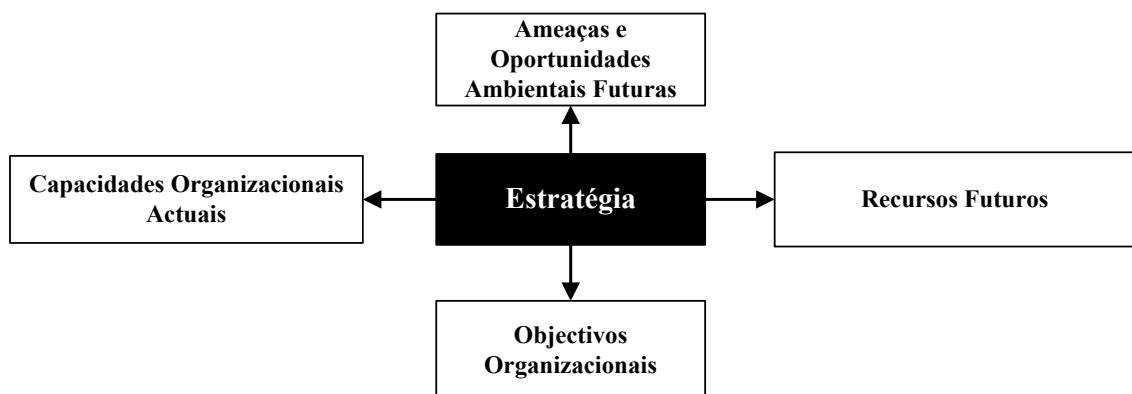 Ameaças e
Oportunidades
Ambientais Futuras
Capacidades Organizacionais
Actuais
Estratégia
Recursos Futuros
Objectivos
Organizacionais